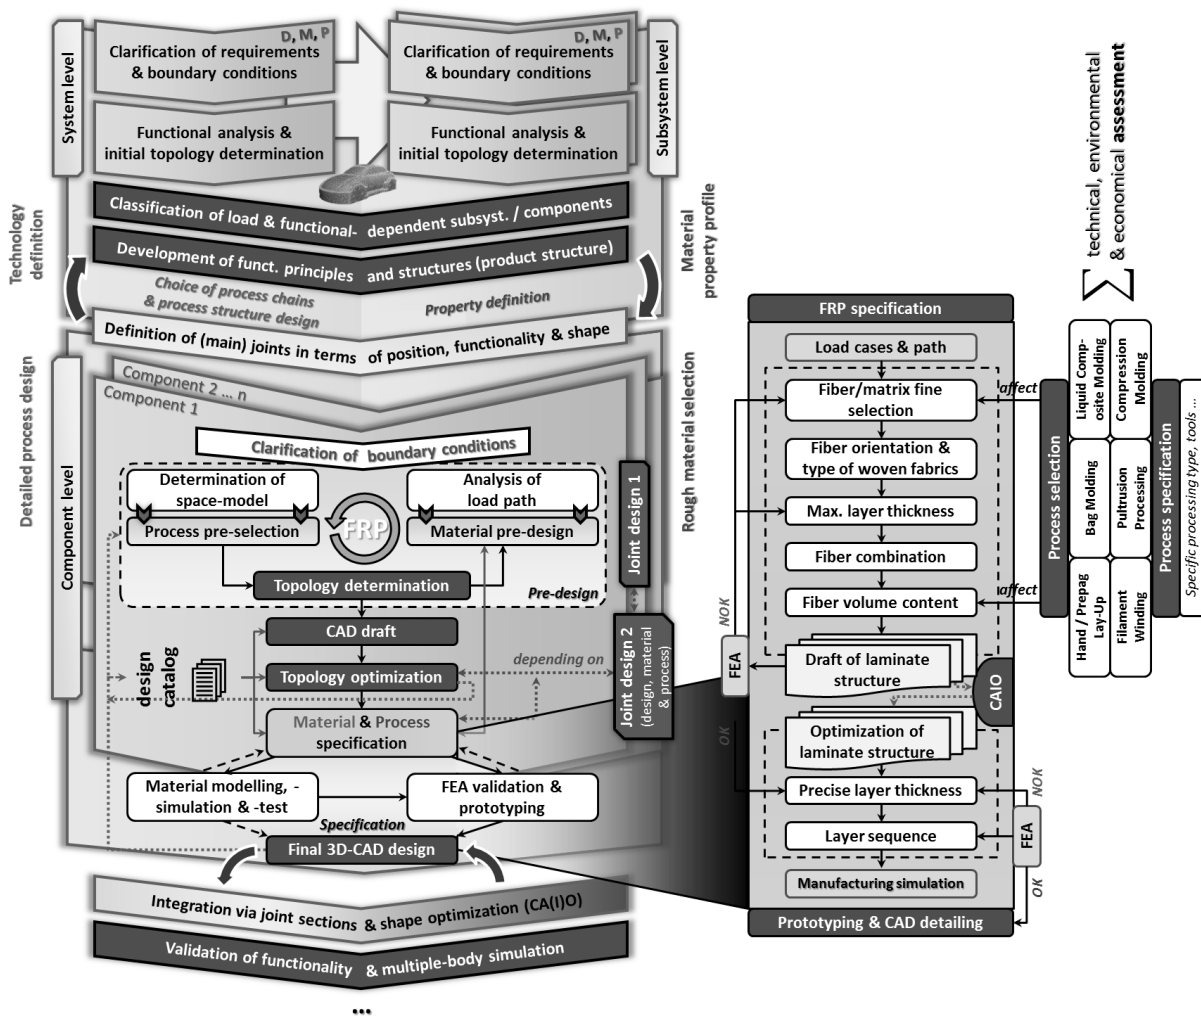 System level
D, M, P
Clarification of requirements
& boundary conditions
D, M, P
Clarification of requirements
& boundary conditions
Subsystem level
Functional analysis &
initial topology determination
Functional analysis &
initial topology determination
Classification of load & functional- dependent subsyst. / components
Development of funct. principles and structures (product structure)
Technology
definition
Material
property profile
Choice of process chains
& process structure design
Property definition
Definition of (main) joints in terms of position, functionality & shape
Detailed process design
Rough material selection
Component level
Component 2 ... n
Component 1
Clarification of boundary conditions
Determination of
space-model
Analysis of
load path
Process pre-selection
FRP
Material pre-design
Topology determination
Pre-design
Joint design 1
CAD draft
design
catalog
Topology optimization
depending on
Joint design 2
(design, material
& process)
Material & Process
specification
Material modelling, -
simulation & -test
FEA validation &
prototyping
Specification
Final 3D-CAD design
Integration via joint sections & shape optimization (CA(I)O)
Validation of functionality & multiple-body simulation
...
FRP specification
Load cases & path
Fiber/matrix fine
selection
affect
Fiber orientation &
type of woven fabrics
Max. layer thickness
Fiber combination
Fiber volume content
affect
NOK
FEA
OK
Draft of laminate
structure
CAIO
Optimization of
laminate structure
Precise layer thickness
NOK
Layer sequence
FEA
OK
Manufacturing simulation
Prototyping & CAD detailing
technical, environmental
& economical assessment
∑
Process selection
Liquid Comp-
osite Molding
Compression
Molding
Bag Molding
Pultrusion
Processing
Hand / Prepag
Lay-Up
Filament
Winding
Process specification
Specific processing type, tools ...